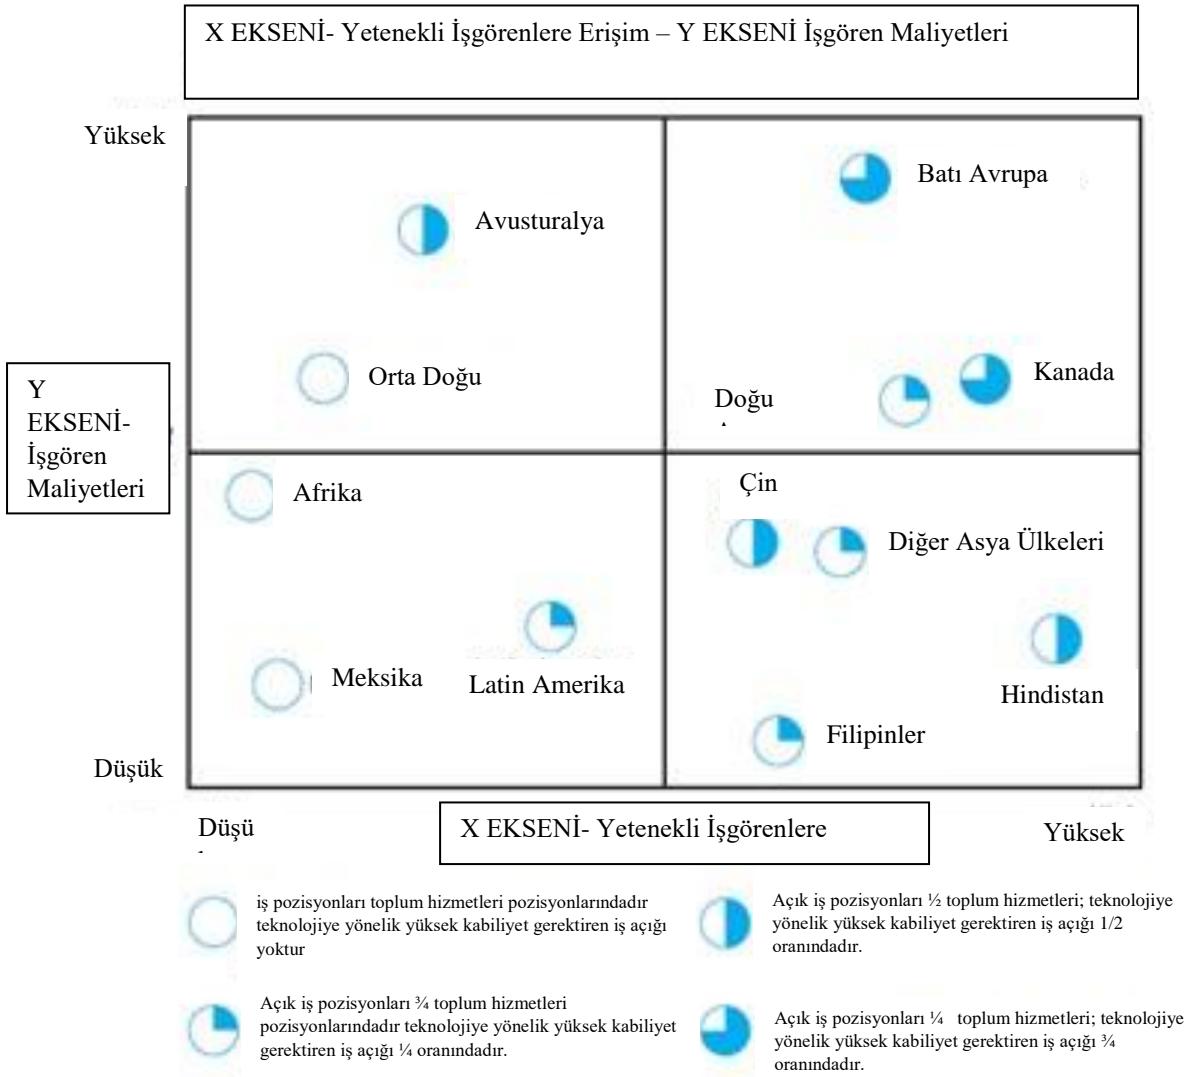 X EKSENİ- Yetenekli İşgörenlere Erişim – Y EKSENİ İşgören Maliyetleri
Yüksek
Batı Avrupa
Avusturalya
Orta Doğu
Kanada
Doğu
Y
EKSENİ-
İşgören
Maliyetleri
Afrika
Çin
Diğer Asya Ülkeleri
Meksika
Latin Amerika
Hindistan
Filipinler
Düşük
Düşü
X EKSENİ- Yetenekli İşgörenlere
Yüksek
iş pozisyonları toplum hizmetleri pozisyonlarındadır
teknolojiye yönelik yüksek kabiliyet gerektiren iş açığı
yoktur
Açık iş pozisyonları ½ toplum hizmetleri; teknolojiye
yönelik yüksek kabiliyet gerektiren iş açığı 1/2
oranındadır.
Açık iş pozisyonları ¾ toplum hizmetleri
pozisyonlarındadır teknolojiye yönelik yüksek kabiliyet
gerektiren iş açığı ¼ oranındadır.
Açık iş pozisyonları ¼ toplum hizmetleri; teknolojiye
yönelik yüksek kabiliyet gerektiren iş açığı ¾
oranındadır.